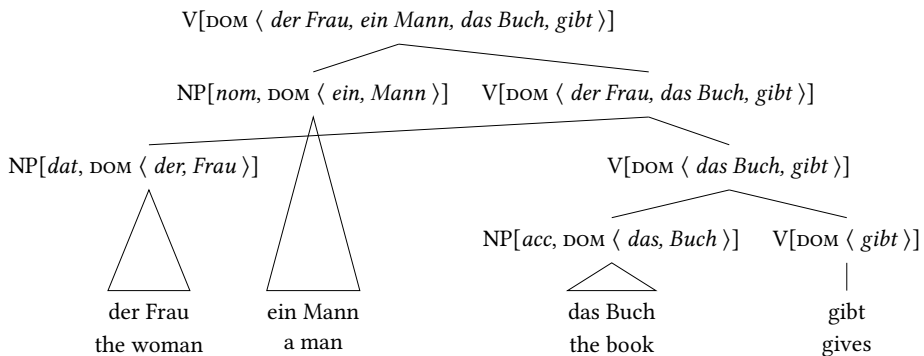 V[DOM ⟨ der Frau, ein Mann, das Buch, gibt ⟩]
NP[nom, DOM ⟨ ein, Mann ⟩] V[DOM ⟨ der Frau, das Buch, gibt ⟩]
NP[dat, DOM ⟨ der, Frau ⟩] V[DOM ⟨ das Buch, gibt ⟩]
NP[acc, DOM ⟨ das, Buch ⟩] V[DOM ⟨ gibt ⟩]
der Frau ein Mann das Buch gibt
the woman a man the book gives